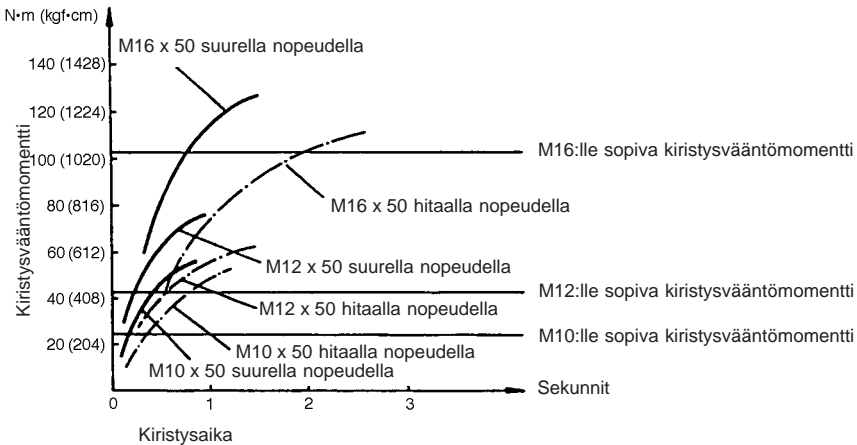 N•m (kgf•cm)
M16 x 50 suurella nopeudella
140 (1428)
120 (1224)
M16:lle sopiva kiristysvääntömomentti
100 (1020)
Kiristysvääntömomentti
80 (816)
M16 x 50 hitaalla nopeudella
60 (612)
M12 x 50 suurella nopeudella
M12:lle sopiva kiristysvääntömomentti
40 (408)
M12 x 50 hitaalla nopeudella
M10:lle sopiva kiristysvääntömomentti
20 (204)
M10 x 50 hitaalla nopeudella
M10 x 50 suurella nopeudella
Sekunnit
0 1 2 3
Kiristysaika